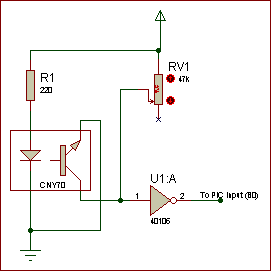 RV1
R1
47K
220
CNY70
U1:A
1
2
To PIC Input (B0)
40106